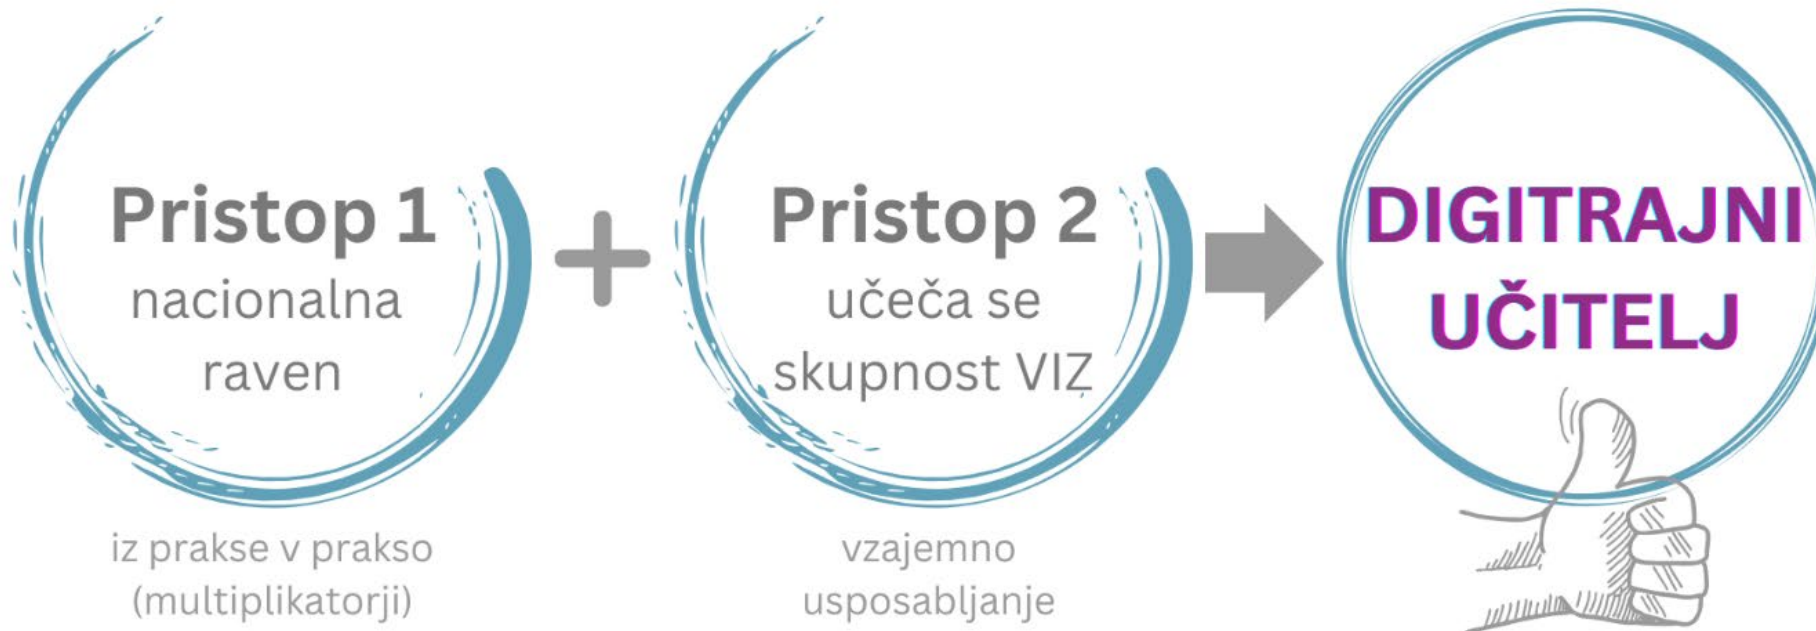 Pristop 1
nacionalna
raven
iz prakse v prakso
(multiplikatorji)
Pristop 2
učeča se
skupnost VIZ
vzajemno
usposabljanje
DIGITRAJNI
UČITELJ